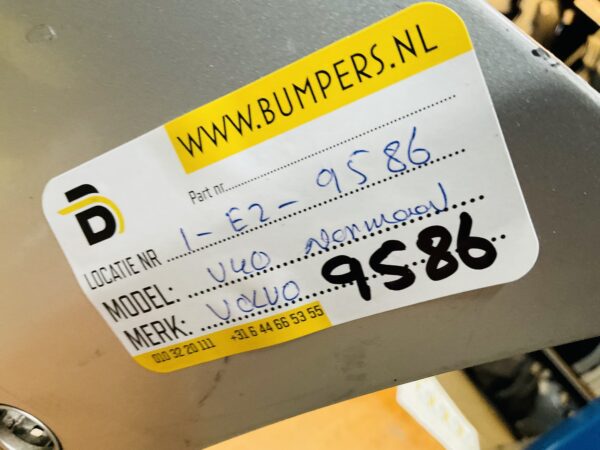 WWW.BUMPERS.NL
Part nr.
LOCATIE NR 1-E2-9586
MODEL: V40 Normaal
MERK: VOLVO 9586
010 32 20 111 +31 6 44 66 53 55